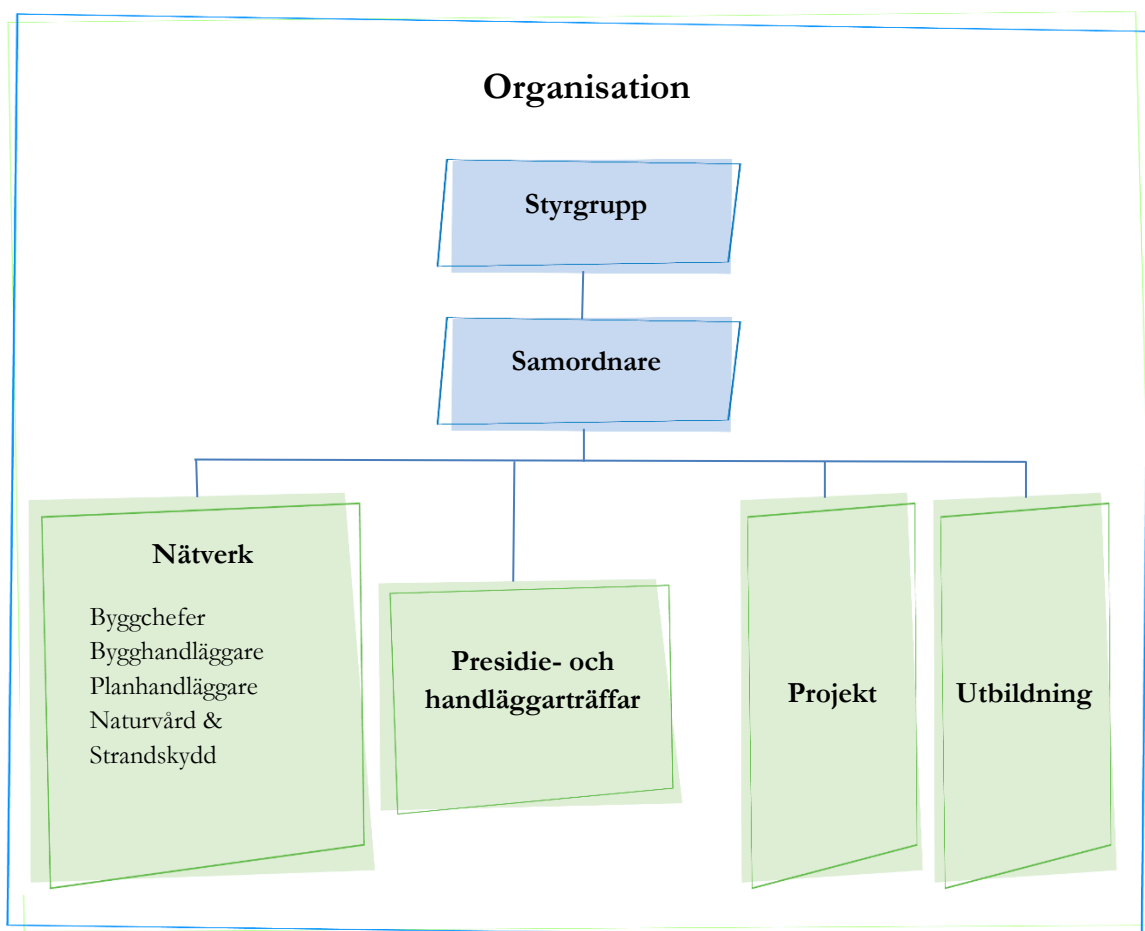 Organisation
Styrgrupp
Samordnare
Nätverk
Byggchefer
Bygghandläggare
Planhandläggare
Naturvård &
Strandskydd
Presidie- och
handläggarträffar
Projekt
Utbildning